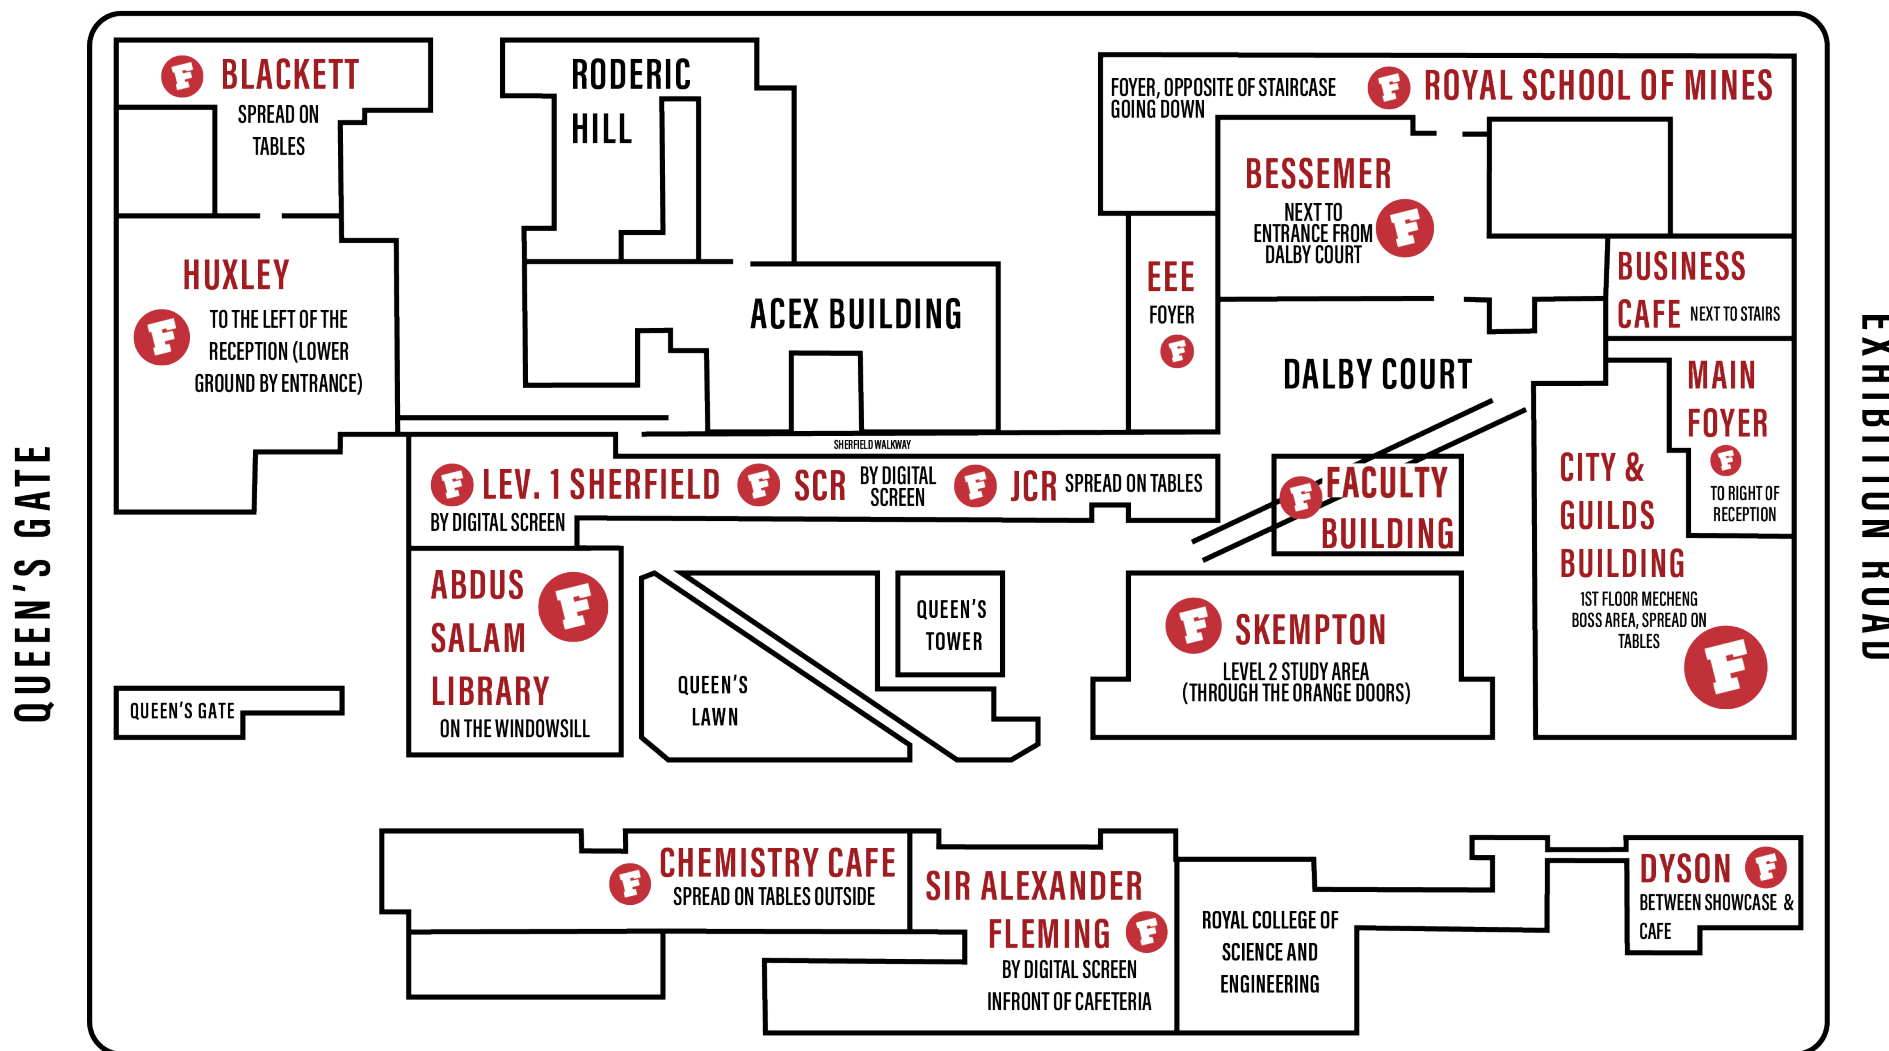 F BLACKETT
SPREAD ON
TABLES
RODERIC
HILL
FOYER, OPPOSITE OF STAIRCASE
GOING DOWN
F ROYAL SCHOOL OF MINES
BESSEMER
NEXT TO
ENTRANCE FROM
DALBY COURT
F
HUXLEY
F
TO THE LEFT OF THE
RECEPTION (LOWER
GROUND BY ENTRANCE)
ACEX BUILDING
EEE
FOYER
F
BUSINESS
CAFE NEXT TO STAIRS
DALBY COURT
MAIN
FOYER
F
TO RIGHT OF
RECEPTION
SHERFIELD WALKWAY
F LEV. 1 SHERFIELD
BY DIGITAL SCREEN
F SCR
BY DIGITAL
SCREEN
F JCR SPREAD ON TABLES
F FACULTY
BUILDING
CITY &
GUILDS
BUILDING
1ST FLOOR MECHENG
BOSS AREA, SPREAD ON
TABLES
F
QUEEN'S GATE
EXHIBITION ROAD
ABDUS
SALAM
LIBRARY
F
ON THE WINDOWSILL
QUEEN'S
LAWN
QUEEN'S
TOWER
F SKEMPTON
LEVEL 2 STUDY AREA
(THROUGH THE ORANGE DOORS)
QUEEN'S GATE
F CHEMISTRY CAFE
SPREAD ON TABLES OUTSIDE
SIR ALEXANDER
FLEMING F
BY DIGITAL SCREEN
INFRONT OF CAFETERIA
ROYAL COLLEGE OF
SCIENCE AND
ENGINEERING
DYSON F
BETWEEN SHOWCASE &
CAFE